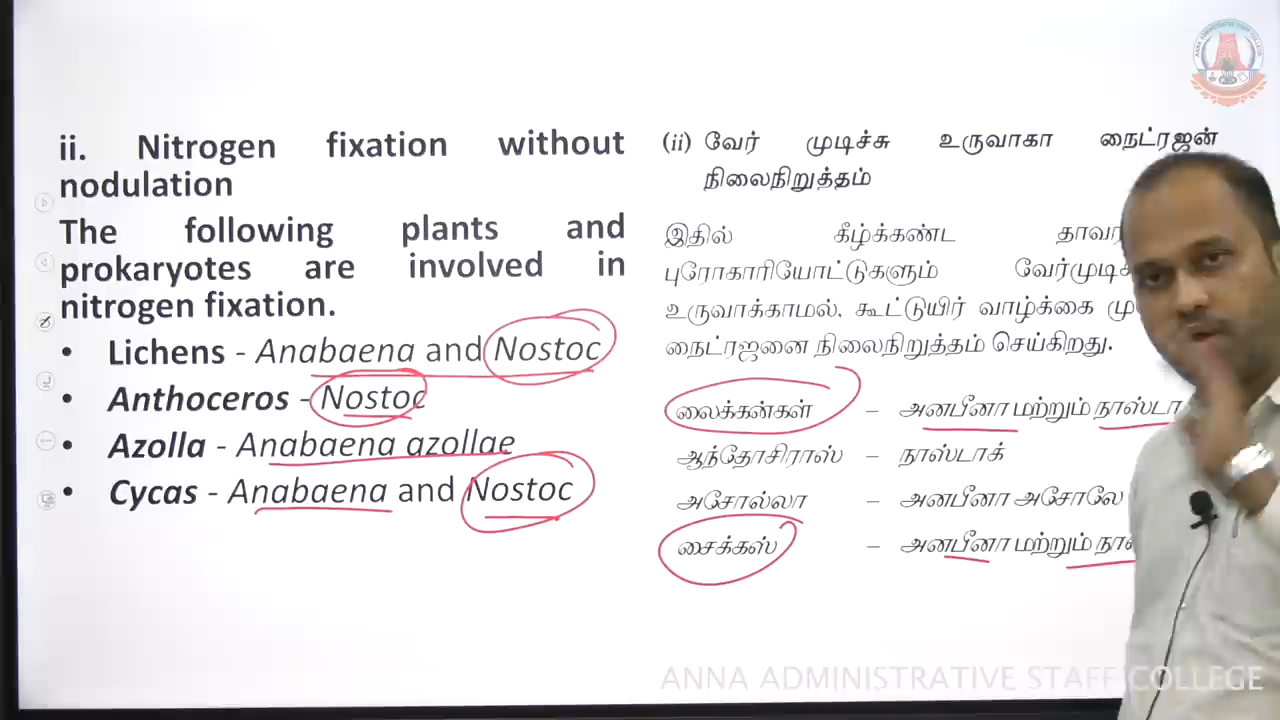 ii. Nitrogen fixation without
nodulation
The following plants and
prokaryotes are involved in
nitrogen fixation.
• Lichens - Anabaena and Nostoc
• Anthoceros - Nostoc
• Azolla - Anabaena azollae
• Cycas - Anabaena and Nostoc
(ii) வேர் முடிச்சு உருவாகா நைட்ரஜன்
நிலைநிறுத்தம்
இதில் கீழ்க்கண்ட
புரோகாரியோட்டுகளும்
உருவாக்காமல், கூட்டுயிர் வாழ்க்கை
நைட்ரஜனை நிலைநிறுத்தம் செய்கிறது.
லைக்கன்கள் – அனபீனா மற்றும்
ஆந்தோசிராஸ் – நாஸ்டாக்
அசோல்லா – அனபீனா அசோலே
சைக்கஸ் – அனபீனா மற்றும்
ANNA ADMINISTRATIVE STAFF COLLEGE